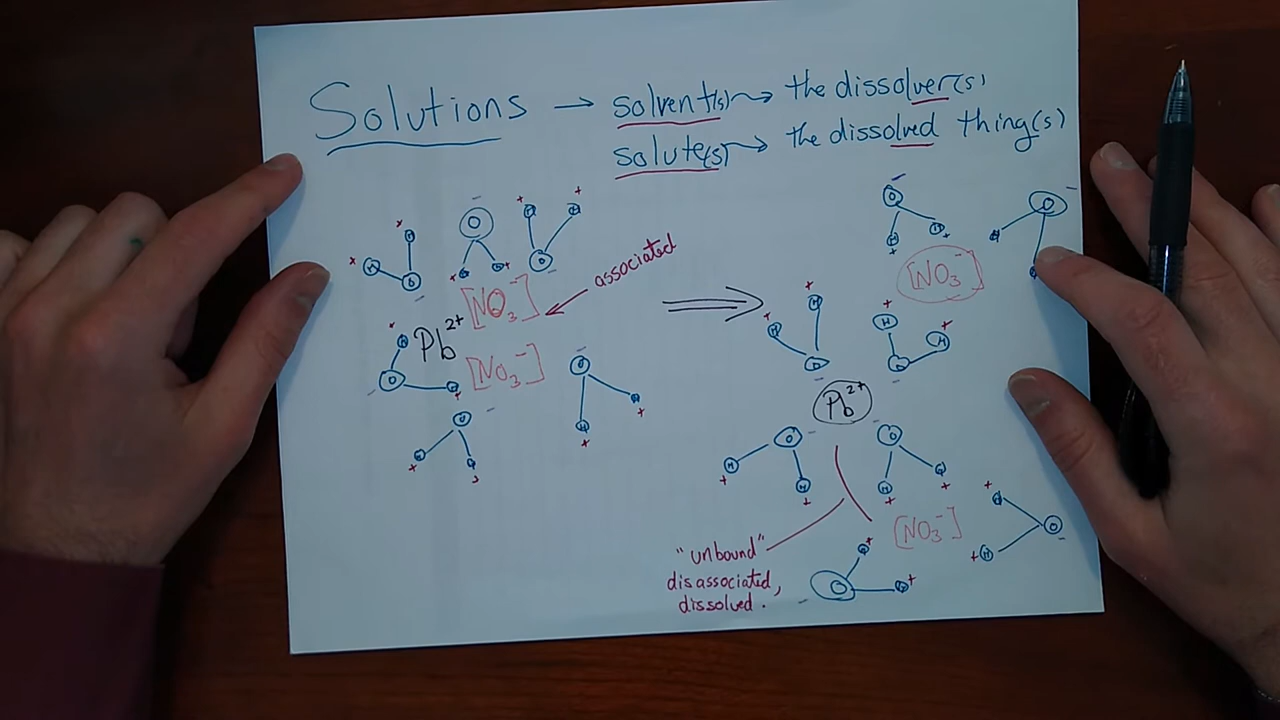 Solutions → solvent(s) → the dissolver(s)
solute(s) → the dissolved thing(s)
associated
[NO₃⁻]
Pb²⁺
[NO₃⁻]
[NO₃⁻]
Pb²⁺
[NO₃⁻]
"unbound"
disassociated,
dissolved.